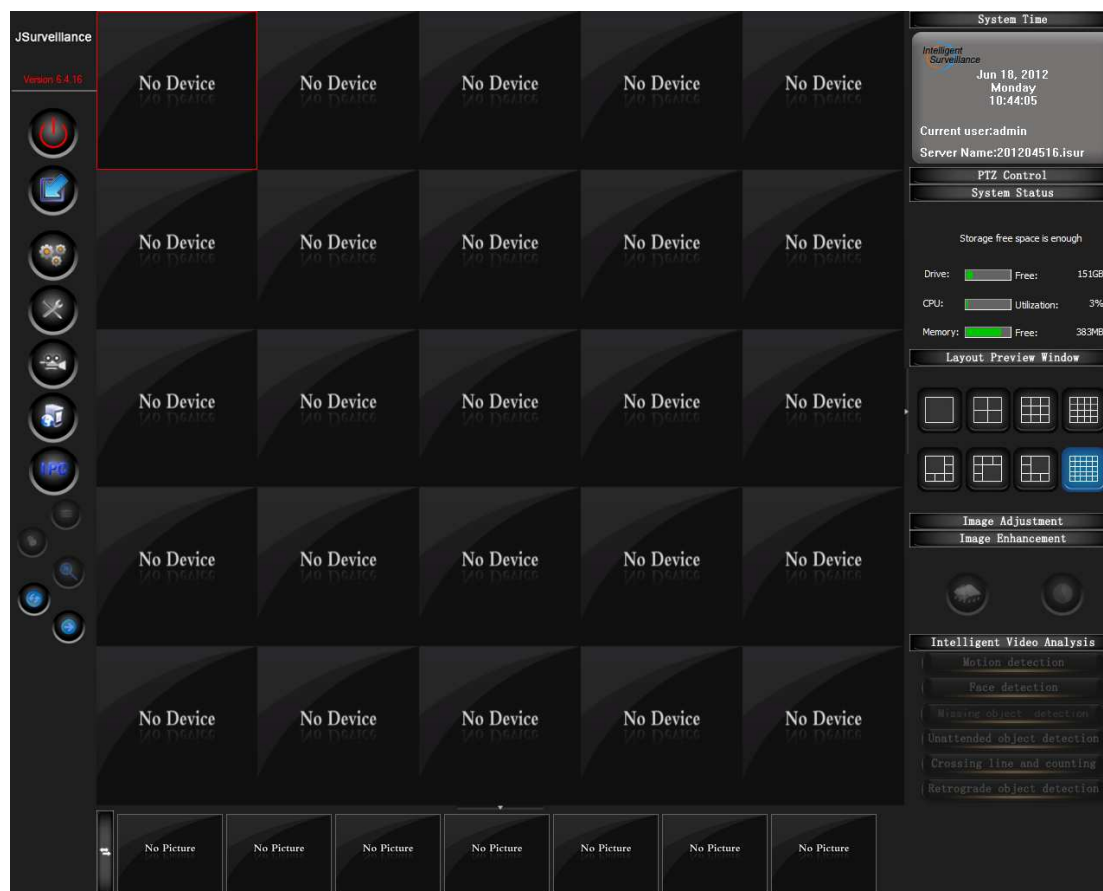 JSurveillance
Version 6.4.16
No Device No Device No Device No Device No Device
No Device No Device No Device No Device No Device
No Device No Device No Device No Device No Device
No Device No Device No Device No Device No Device
No Device No Device No Device No Device No Device
IPC
No Picture No Picture No Picture No Picture No Picture No Picture No Picture
System Time
Intelligent
Surveillance
Jun 18, 2012
Monday
10:44:05
Current user:admin
Server Name:201204516.isur
PTZ Control
System Status
Storage free space is enough
Drive: Free: 151GB
CPU: Utilization: 3%
Memory: Free: 383MB
Layout Preview Window
Image Adjustment
Image Enhancement
Intelligent Video Analysis
Motion detection
Face detection
Missing object detection
Unattended object detection
Crossing line and counting
Retrograde object detection